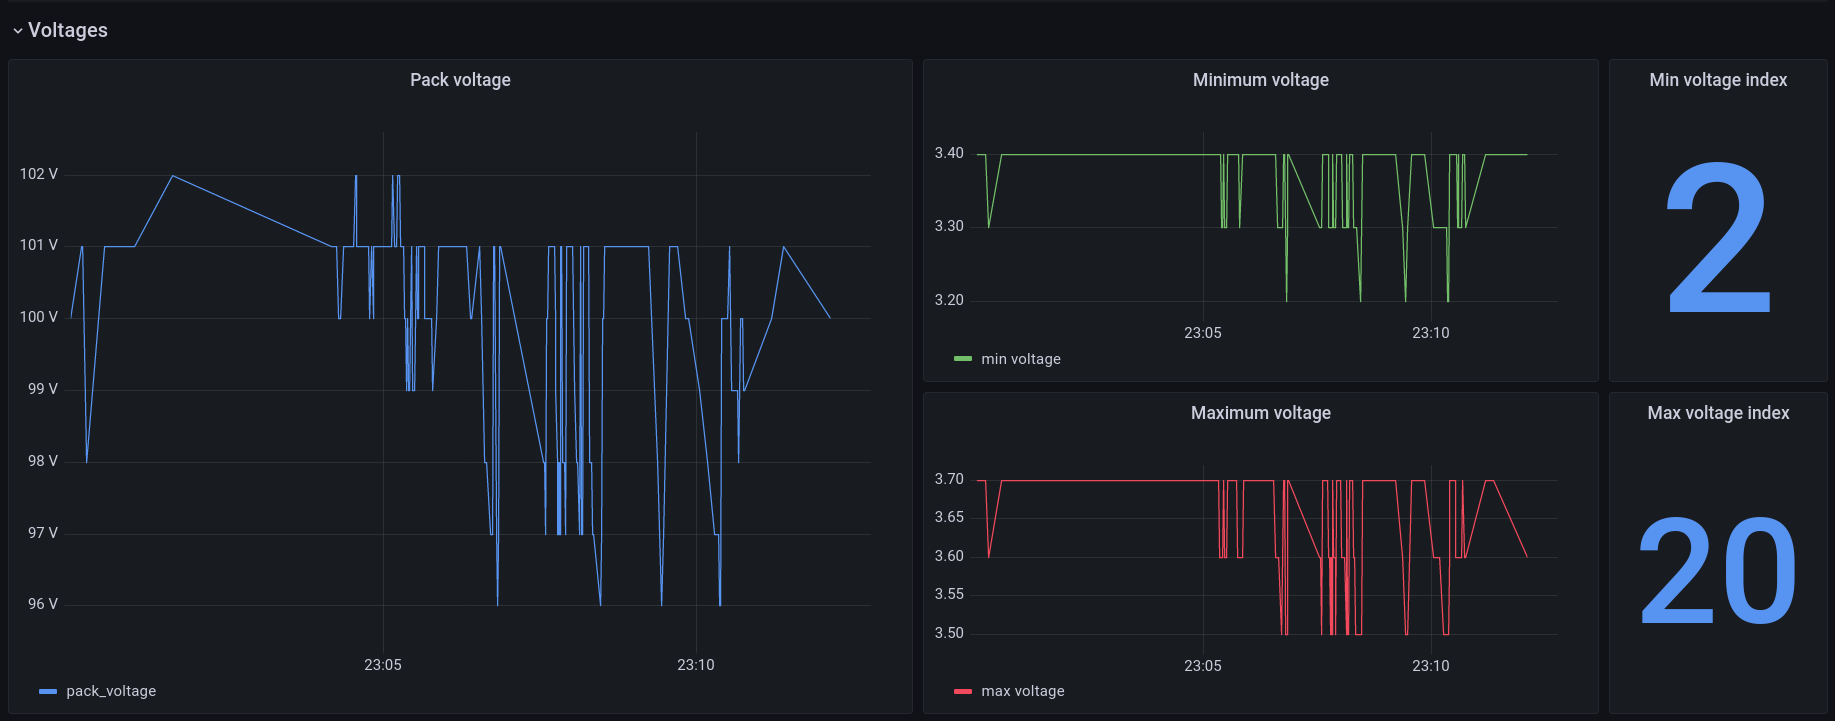 Voltages
Pack voltage
102 V
101 V
100 V
99 V
98 V
97 V
96 V
23:05 23:10
pack_voltage
Minimum voltage
3.40
3.30
3.20
23:05 23:10
min voltage
Min voltage index
2
Maximum voltage
3.70
3.65
3.60
3.55
3.50
23:05 23:10
max voltage
Max voltage index
20